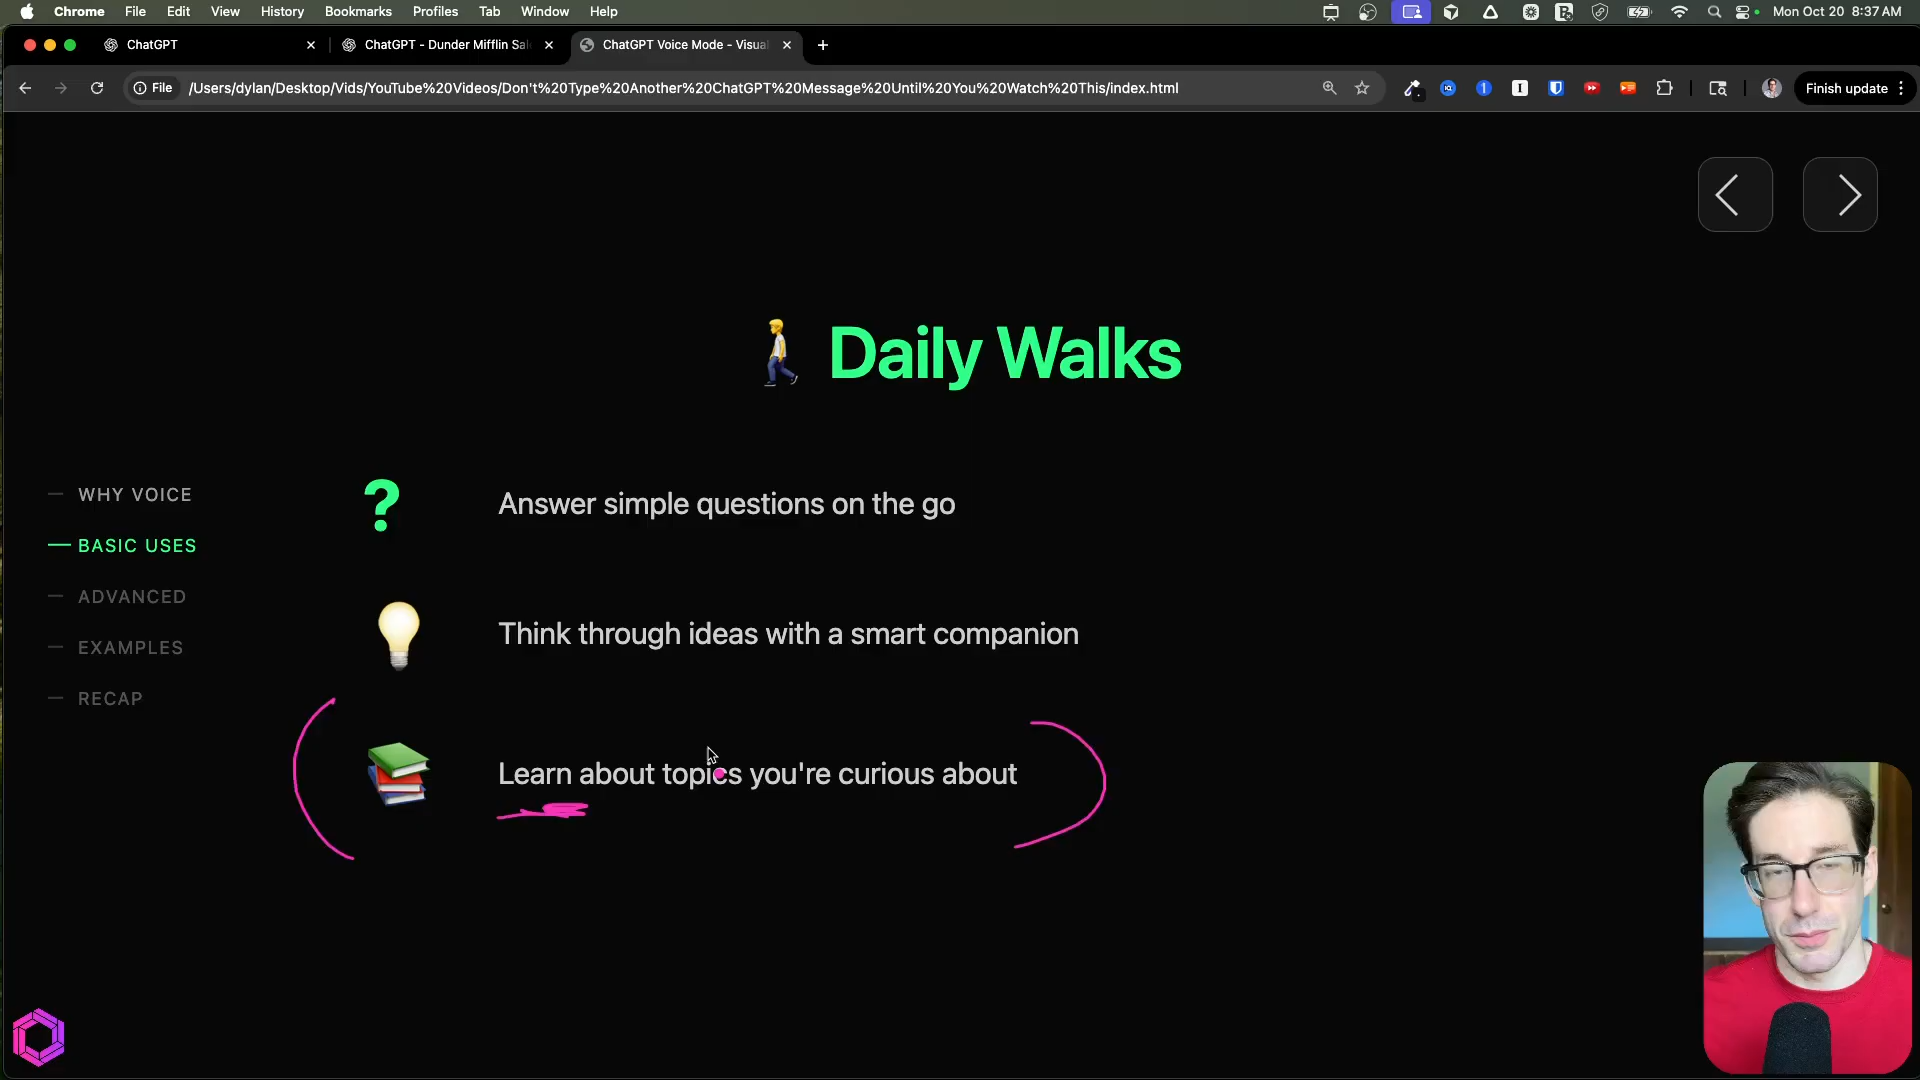 Chrome File Edit View History Bookmarks Profiles Tab Window Help Mon Oct 20 8:37 AM
ChatGPT
ChatGPT - Dunder Mifflin Sal
ChatGPT Voice Mode - Visual
File /Users/dylan/Desktop/Vids/YouTube%20Videos/Don't%20Type%20Another%20ChatGPT%20Message%20Until%20You%20Watch%20This/index.html
Finish update
Daily Walks
WHY VOICE
BASIC USES
ADVANCED
EXAMPLES
RECAP
? Answer simple questions on the go
Think through ideas with a smart companion
Learn about topics you're curious about